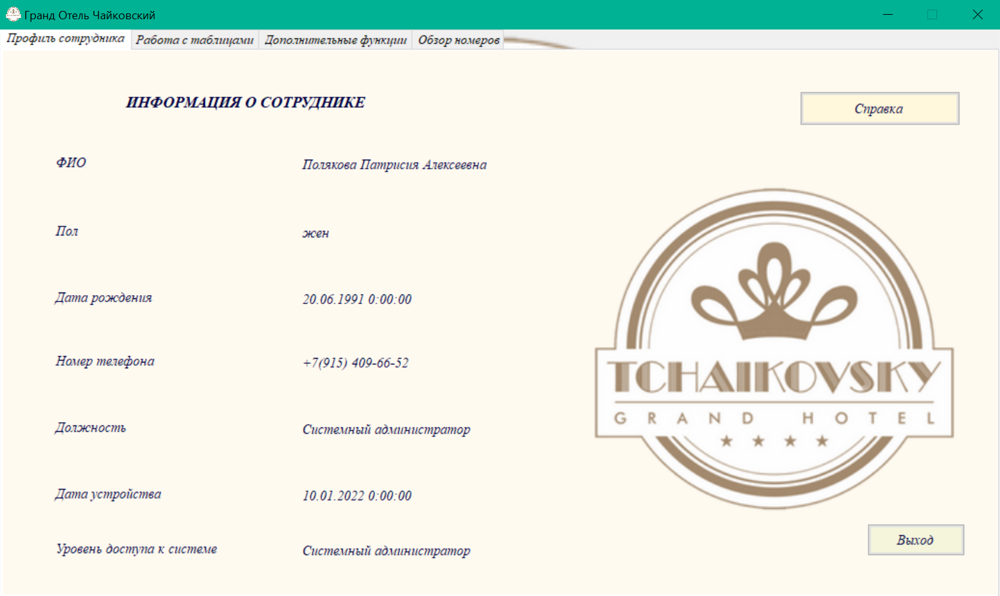 Гранд Отель Чайковский
Профиль сотрудника Работа с таблицами Дополнительные функции Обзор номеров
ИНФОРМАЦИЯ О СОТРУДНИКЕ
Справка
ФИО Полякова Патрисия Алексеевна
Пол жен
Дата рождения 20.06.1991 0:00:00
Номер телефона +7(915) 409-66-52
Должность Системный администратор
Дата устройства 10.01.2022 0:00:00
Уровень доступа к системе Системный администратор
TCHAIKOVSKY
GRAND HOTEL
Выход